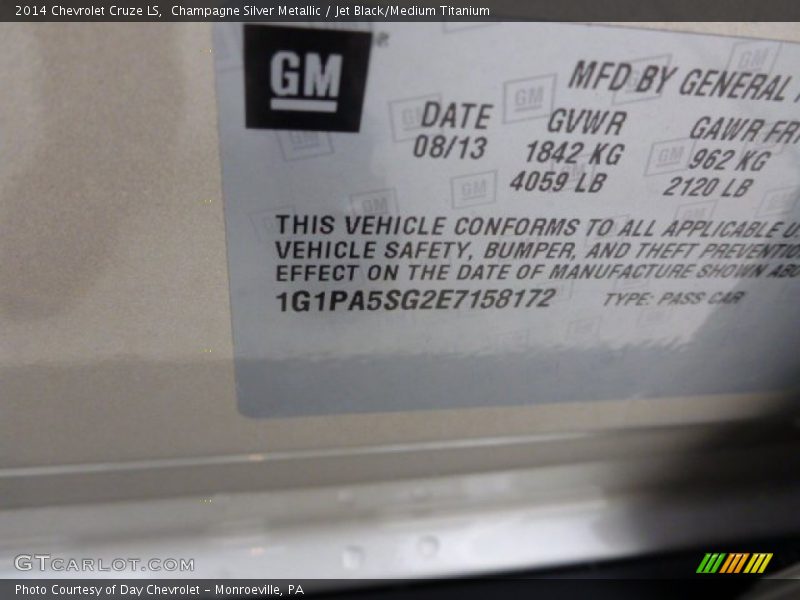 2014 Chevrolet Cruze LS,  Champagne Silver Metallic / Jet Black/Medium Titanium
GM
®
MFD BY GENERAL
DATE GVWR GAWR FRT
08/13 1842 KG 962 KG
4059 LB 2120 LB
THIS VEHICLE CONFORMS TO ALL APPLICABLE
VEHICLE SAFETY, BUMPER, AND THEFT
EFFECT ON THE DATE OF MANUFACTURE SHOWN
1G1PA5SG2E7158172 TYPE: PASS CAR
GTCARLOT.COM
Photo Courtesy of Day Chevrolet – Monroeville, PA